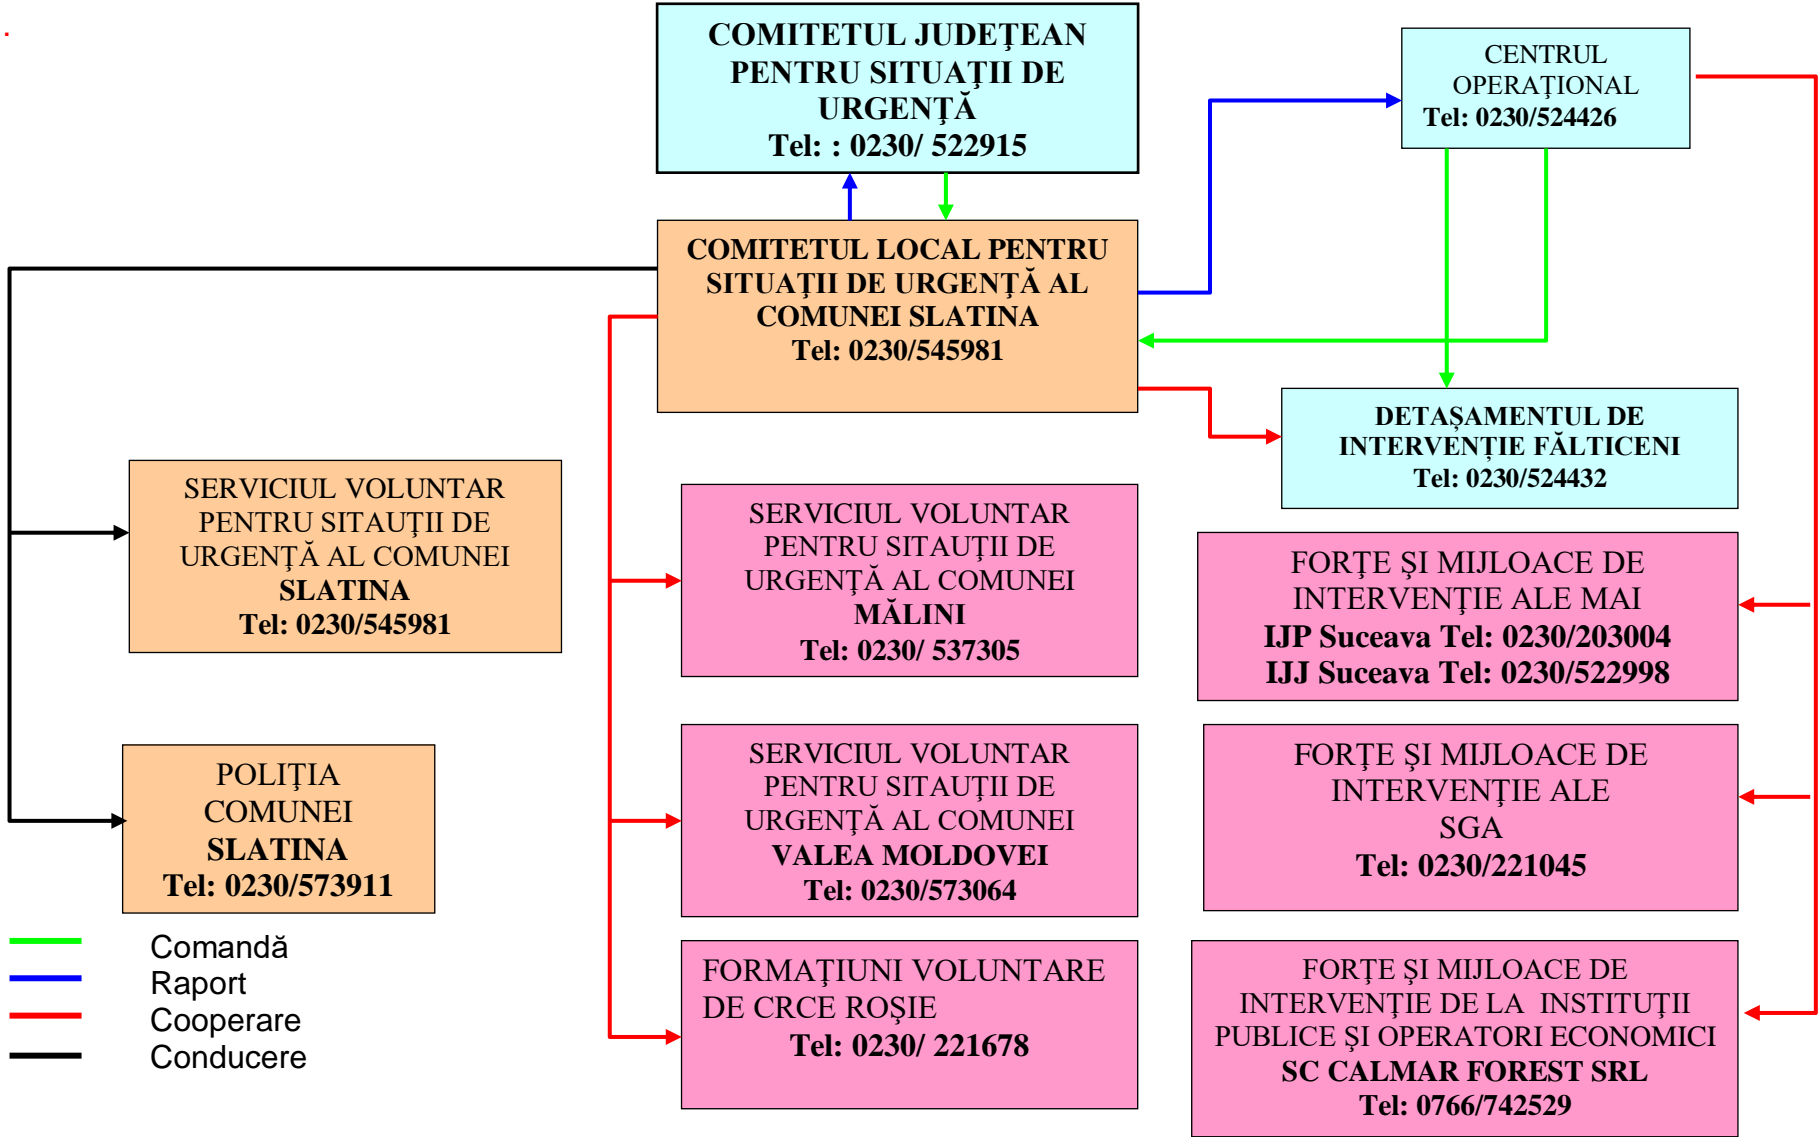 COMITETUL JUDEŢEAN
PENTRU SITUAŢII DE
URGENŢĂ
Tel: : 0230/ 522915
CENTRUL
OPERAŢIONAL
Tel: 0230/524426
COMITETUL LOCAL PENTRU
SITUAŢII DE URGENŢĂ AL
COMUNEI SLATINA
Tel: 0230/545981
DETAȘAMENTUL DE
INTERVENȚIE FĂLTICENI
Tel: 0230/524432
SERVICIUL VOLUNTAR
PENTRU SITAUŢII DE
URGENŢĂ AL COMUNEI
SLATINA
Tel: 0230/545981
SERVICIUL VOLUNTAR
PENTRU SITAUŢII DE
URGENŢĂ AL COMUNEI
MĂLINI
Tel: 0230/ 537305
FORŢE ŞI MIJLOACE DE
INTERVENŢIE ALE MAI
IJP Suceava Tel: 0230/203004
IJJ Suceava Tel: 0230/522998
POLIŢIA
COMUNEI
SLATINA
Tel: 0230/573911
SERVICIUL VOLUNTAR
PENTRU SITAUŢII DE
URGENŢĂ AL COMUNEI
VALEA MOLDOVEI
Tel: 0230/573064
FORŢE ŞI MIJLOACE DE
INTERVENŢIE ALE
SGA
Tel: 0230/221045
Comandă
Raport
Cooperare
Conducere
FORMAŢIUNI VOLUNTARE
DE CRCE ROŞIE
Tel: 0230/ 221678
FORŢE ŞI MIJLOACE DE
INTERVENŢIE DE LA INSTITUŢII
PUBLICE ŞI OPERATORI ECONOMICI
SC CALMAR FOREST SRL
Tel: 0766/742529